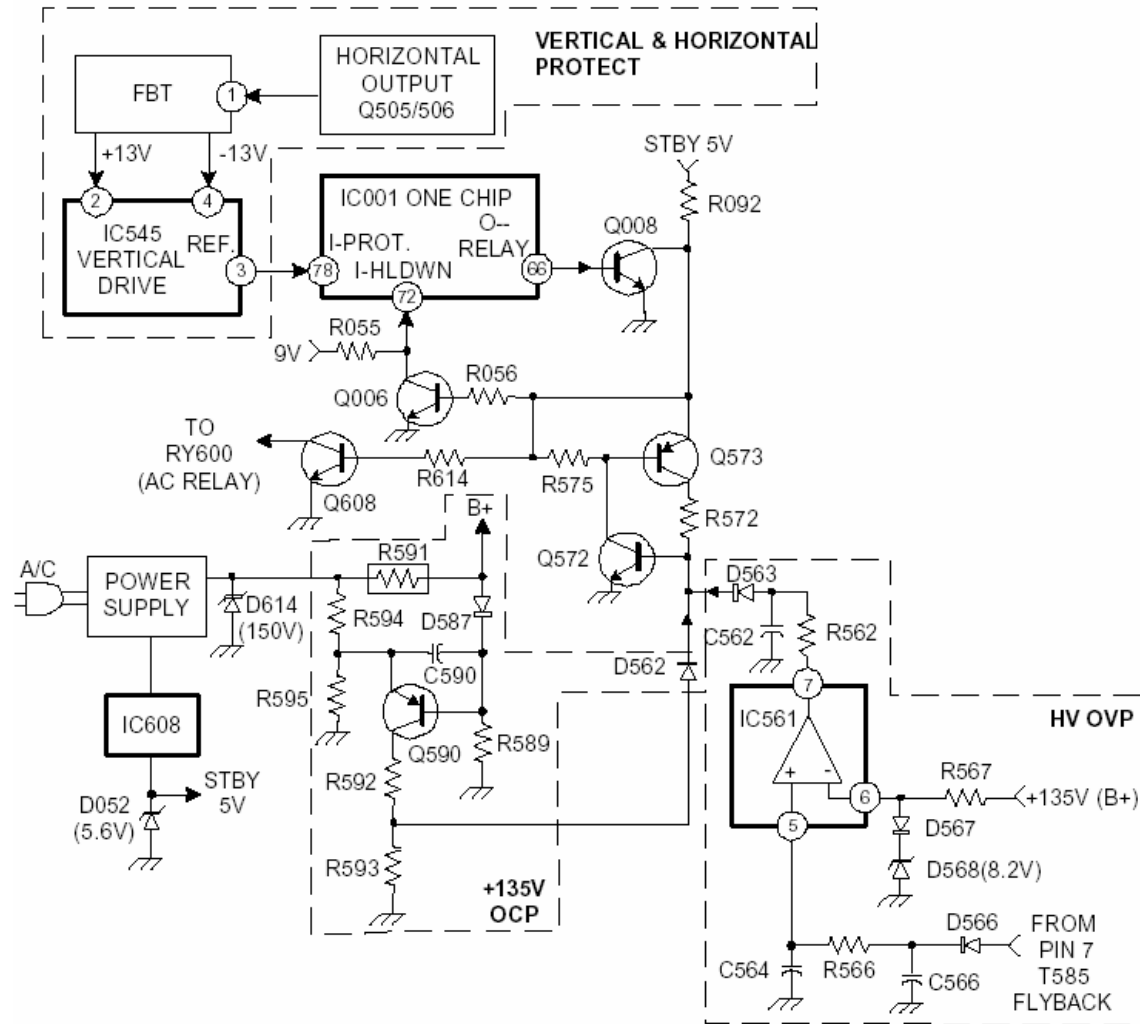 VERTICAL & HORIZONTAL
PROTECT
FBT
1
HORIZONTAL
OUTPUT
Q505/506
+13V
-13V
2
4
IC545
VERTICAL
DRIVE
REF.
3
IC001 ONE CHIP
O--
RELAY
I-PROT.
I-HLDWN
78
72
66
STBY 5V
R092
Q008
R055
9V
Q006
R056
TO
RY600
(AC RELAY)
Q608
R614
R575
Q573
R572
Q572
B+
A/C
POWER
SUPPLY
D614
(150V)
R591
R594
D587
C590
R595
Q590
R589
R592
R593
D562
D563
C562
R562
IC608
STBY
5V
D052
(5.6V)
+135V
OCP
7
IC561
+
-
6
5
HV OVP
R567
+135V (B+)
D567
D568(8.2V)
D566
FROM
PIN 7
T585
FLYBACK
C564
R566
C566